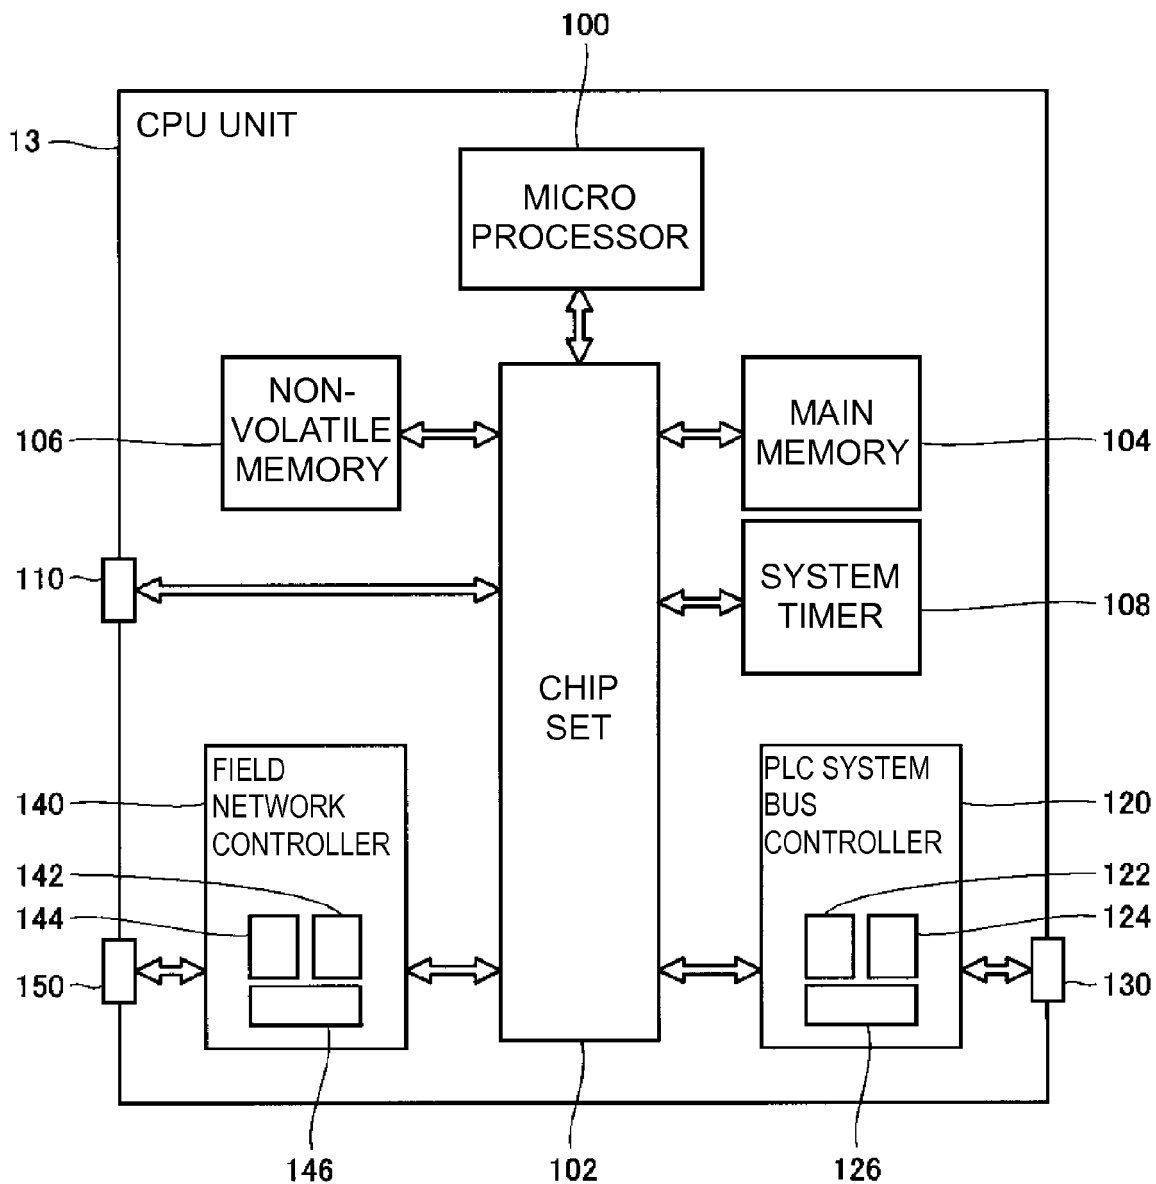 100
13
CPU UNIT
MICRO
PROCESSOR
NON-
VOLATILE
MEMORY
106
MAIN
MEMORY
104
110
SYSTEM
TIMER
108
CHIP
SET
FIELD
NETWORK
CONTROLLER
140
142
144
150
146
PLC SYSTEM
BUS
CONTROLLER
120
122
124
130
102
126